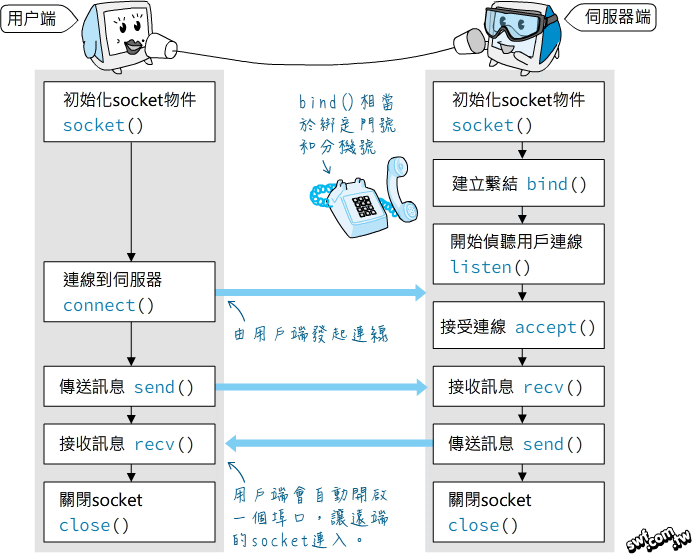 用户端
伺服器端
初始化socket物件
socket()
連線到伺服器
connect()
傳送訊息 send()
接收訊息 recv()
關閉socket
close()
bind()相當
於綁定門號
和分機號
由用戶端發起連線
用戶端會自動開啟
一個埠口，讓遠端
的socket連入。
初始化socket物件
socket()
建立繫結 bind()
開始偵聽用戶連線
listen()
接受連線 accept()
接收訊息 recv()
傳送訊息 send()
關閉socket
close()
swf.com.tw